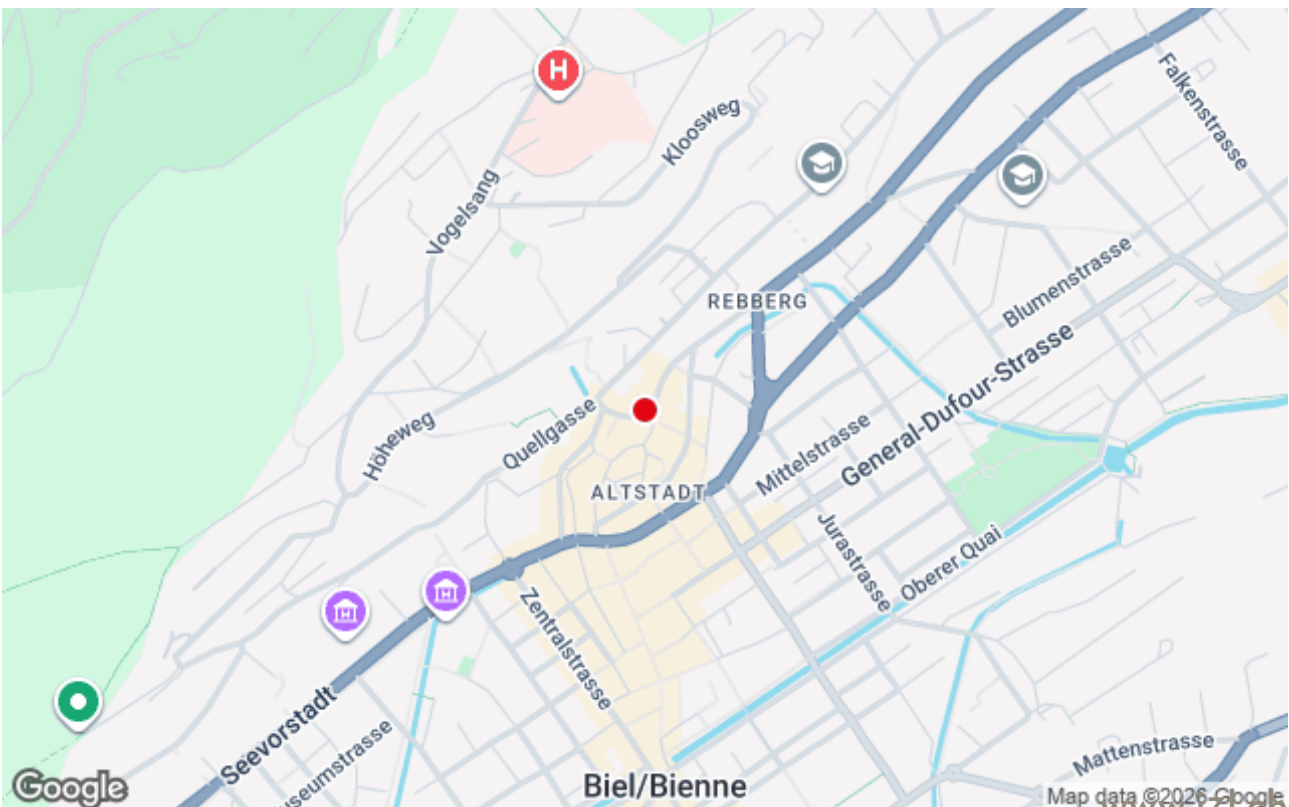 H
Falkenstrasse
Kloosweg
Vogelsang
Blumenstrasse
REBBERG
General-Dufour-Strasse
Höheweg
Quellgasse
Mittelstrasse
ALTSTADT
Jurastrasse
Oberer Quai
Zentralstrasse
Seevorstadt
Mattenstrasse
Biel/Bienne
Google
Map data ©2026 Google